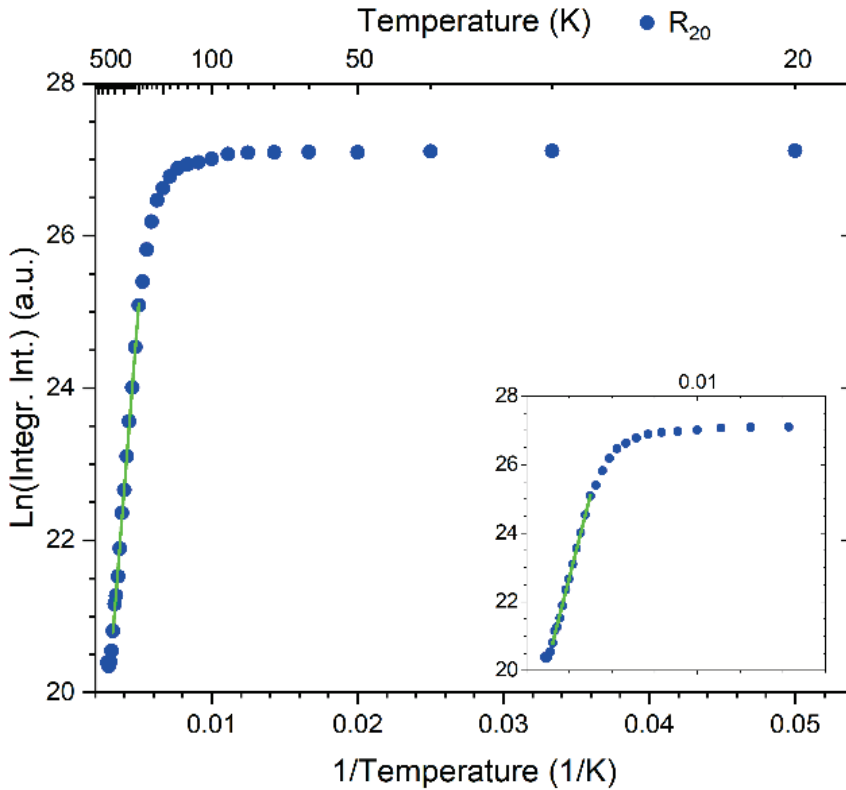 Temperature (K)
R20
500 100 50 20
28
26
24
22
20
Ln(Integr. Int.) (a.u.)
0.01
28
26
24
22
20
0.01 0.02 0.03 0.04 0.05
1/Temperature (1/K)